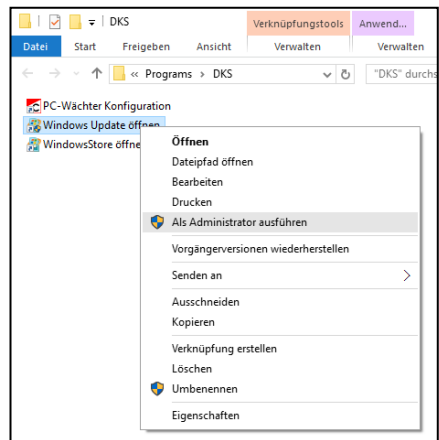 DKS
Verknüpfungstools
Anwend...
Datei
Start
Freigeben
Ansicht
Verwalten
Verwalten
« Programs > DKS
"DKS" durchs
PC-Wächter Konfiguration
Windows Update öffnen
WindowsStore öffne
Öffnen
Dateipfad öffnen
Bearbeiten
Drucken
Als Administrator ausführen
Vorgängerversionen wiederherstellen
Senden an
Ausschneiden
Kopieren
Verknüpfung erstellen
Löschen
Umbenennen
Eigenschaften